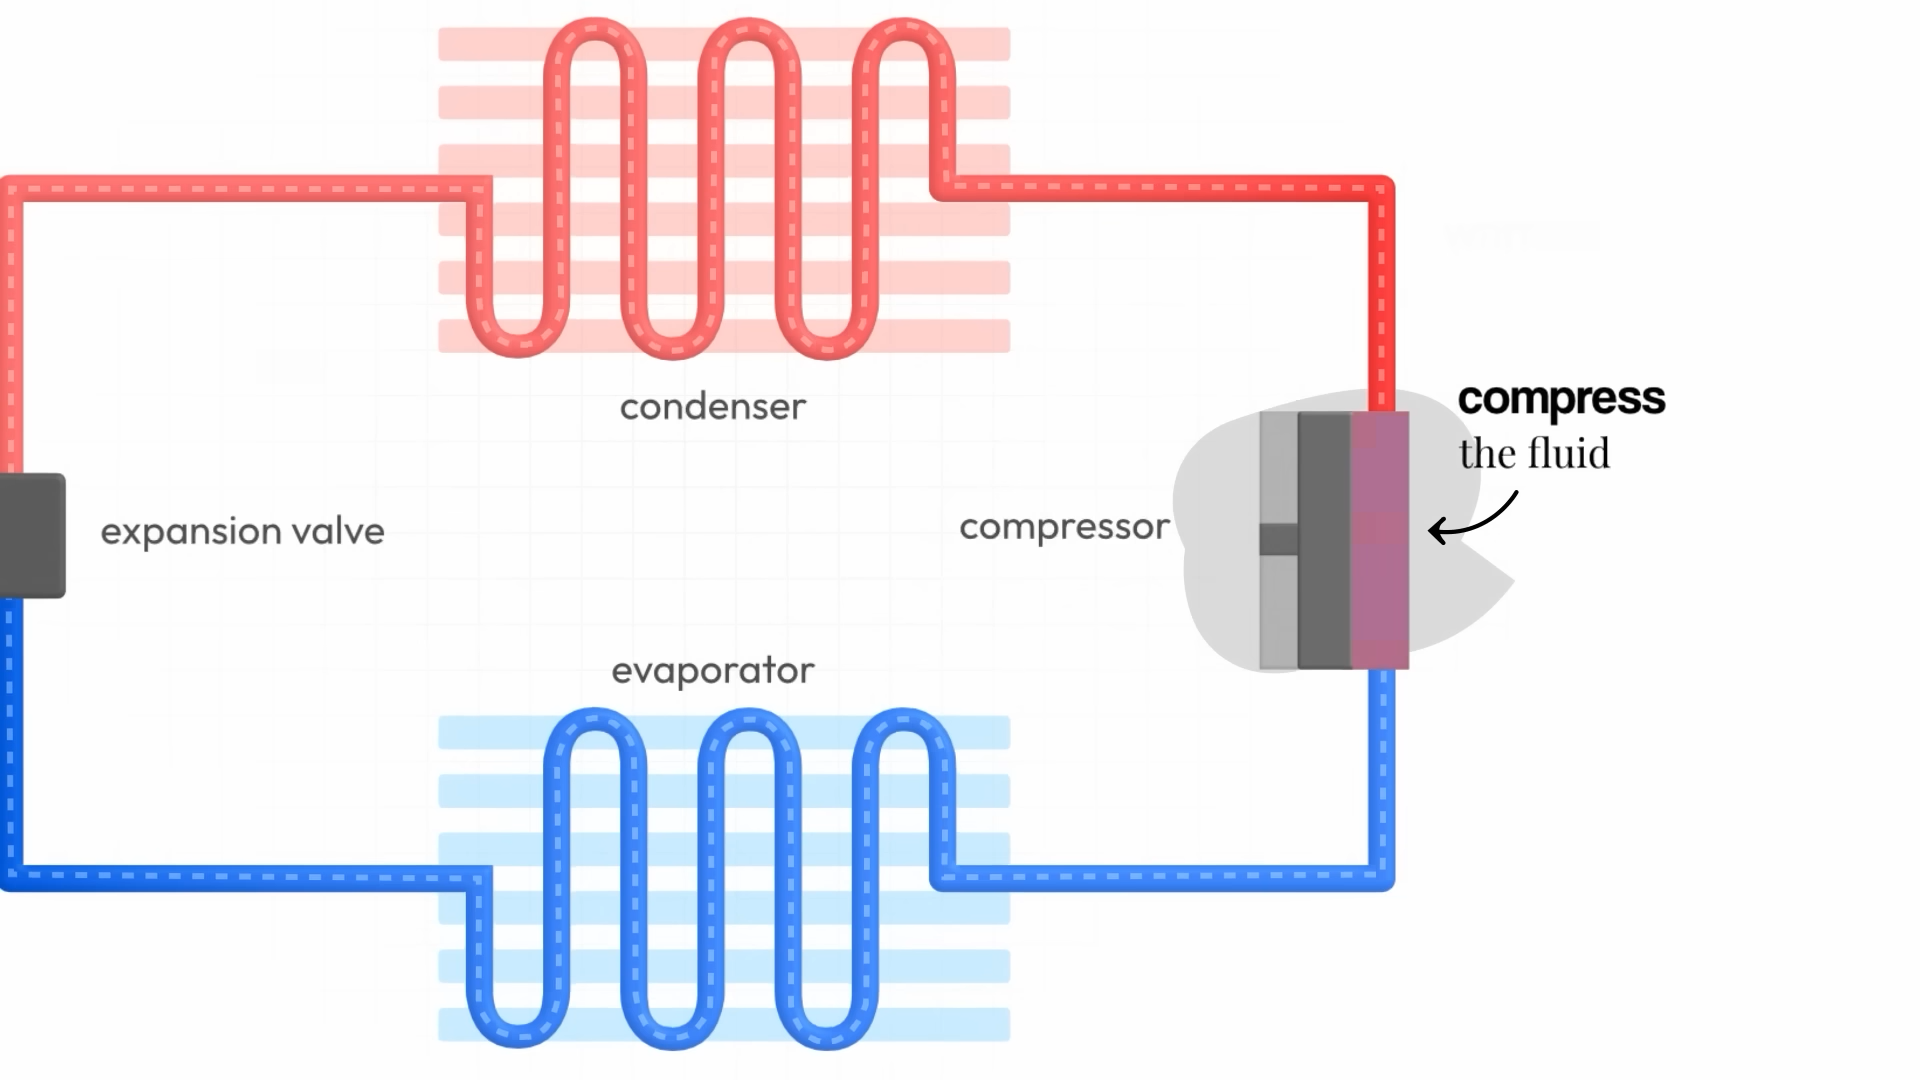 condenser
compress
the fluid
expansion valve
compressor
evaporator